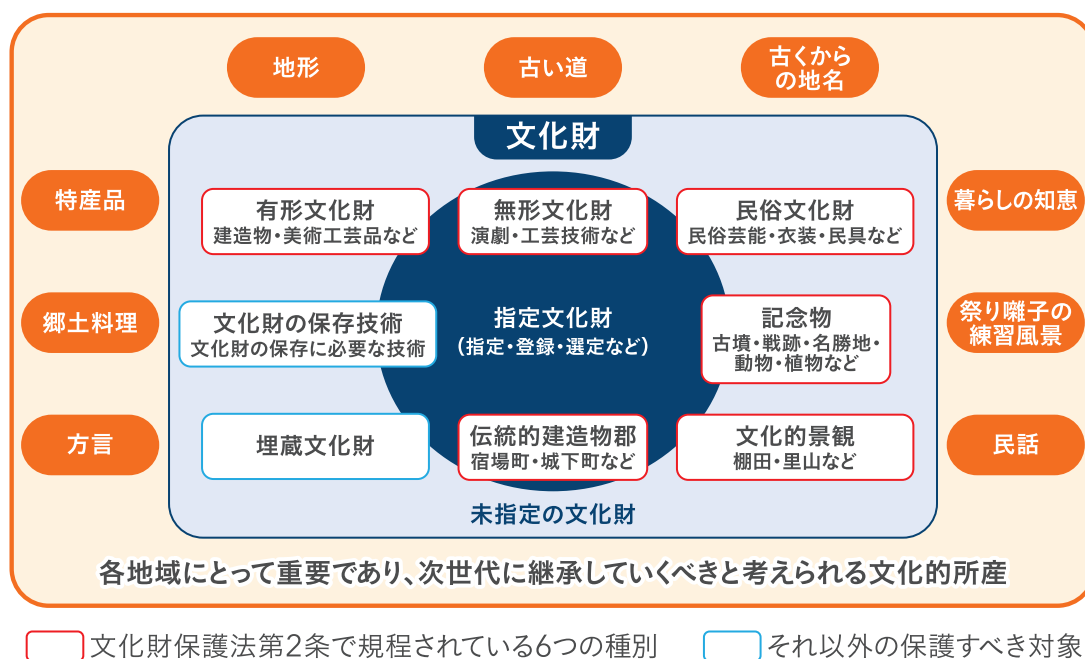 地形
古い道
古くから
の地名
文化財
特産品
有形文化財
建造物・美術工芸品など
無形文化財
演劇・工芸技術など
民俗文化財
民俗芸能・衣装・民具など
暮らしの知恵
郷土料理
文化財の保存技術
文化財の保存に必要な技術
指定文化財
（指定・登録・選定など）
記念物
古墳・戦跡・名勝地・
動物・植物など
祭り囃子の
練習風景
方言
埋蔵文化財
伝統的建造物郡
宿場町・城下町など
文化的景観
棚田・里山など
民話
未指定の文化財
各地域にとって重要であり、次世代に継承していくべきと考えられる文化的所産
文化財保護法第2条で規程されている6つの種別
それ以外の保護すべき対象